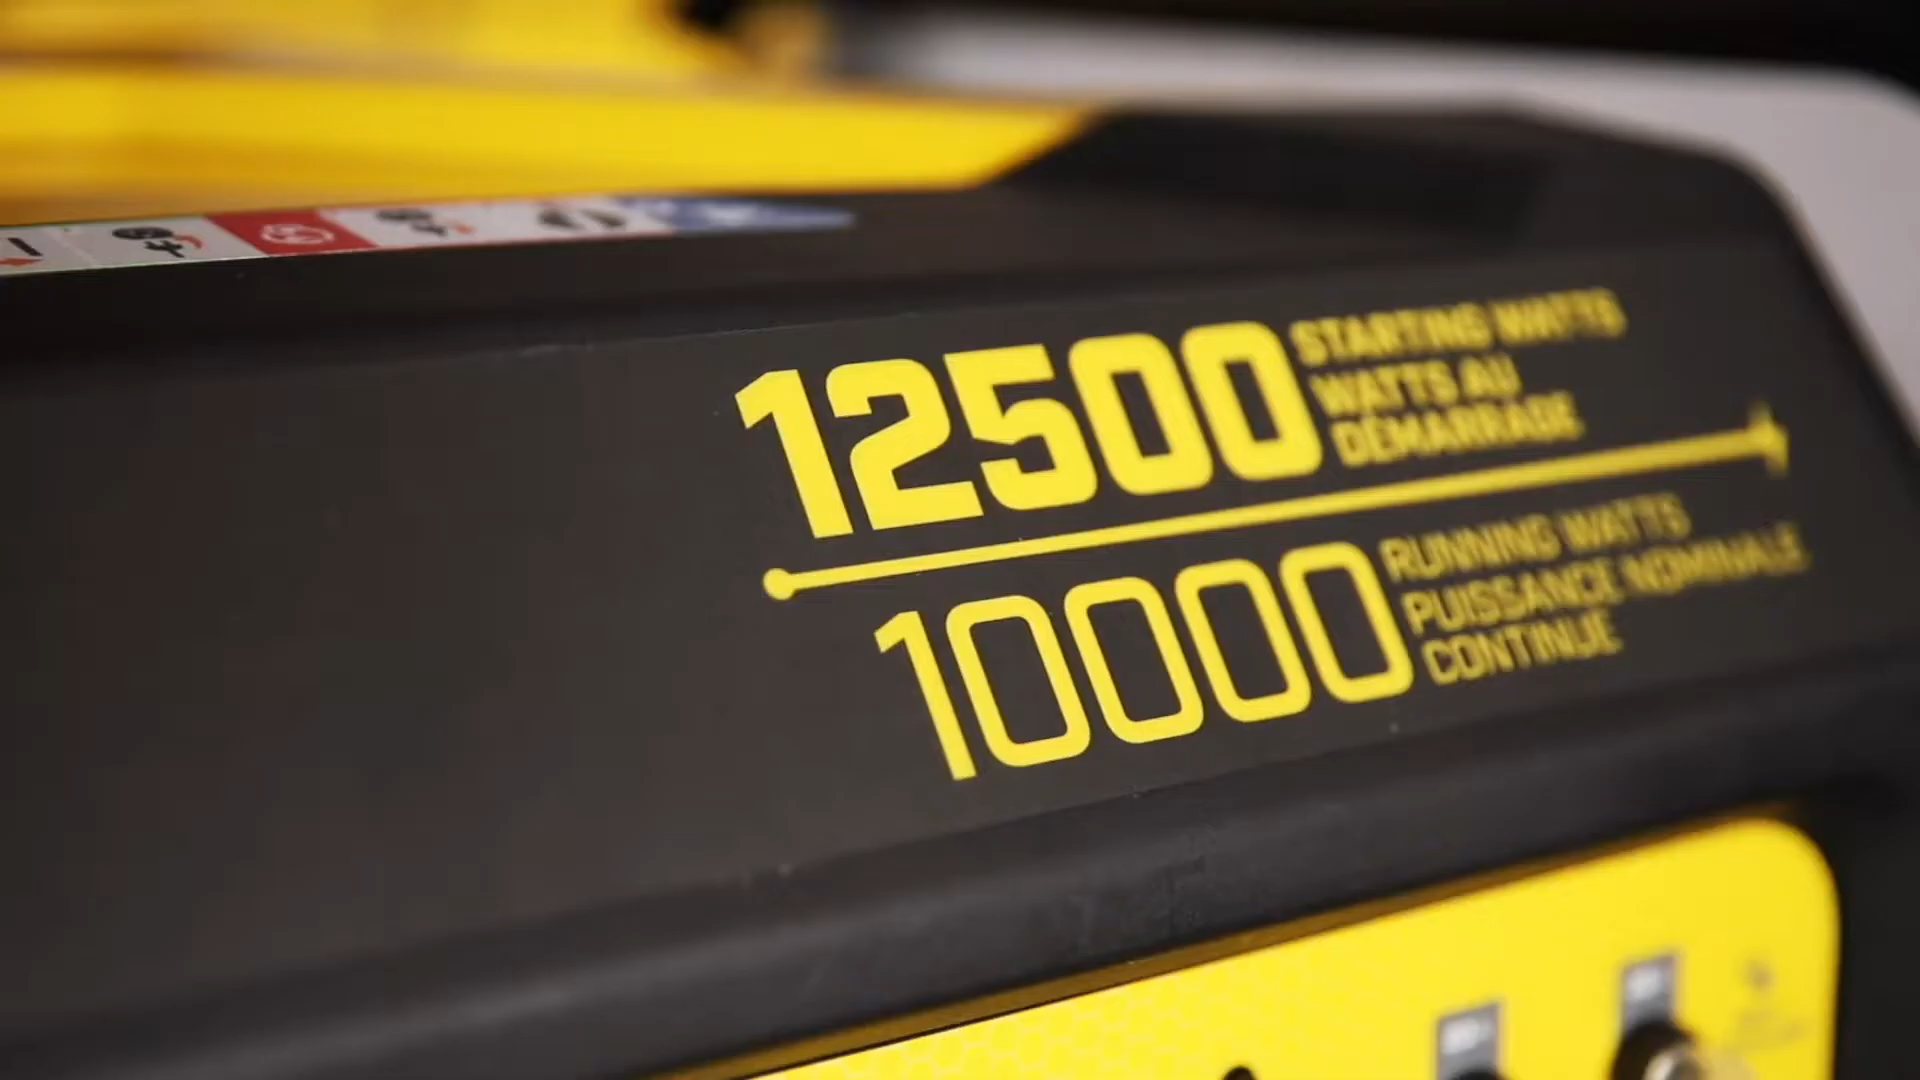 12500
STARTING WATTS
WATTS AU
DÉMARRAGE
10000
RUNNING WATTS
PUISSANCE NOMINALE
CONTINUE